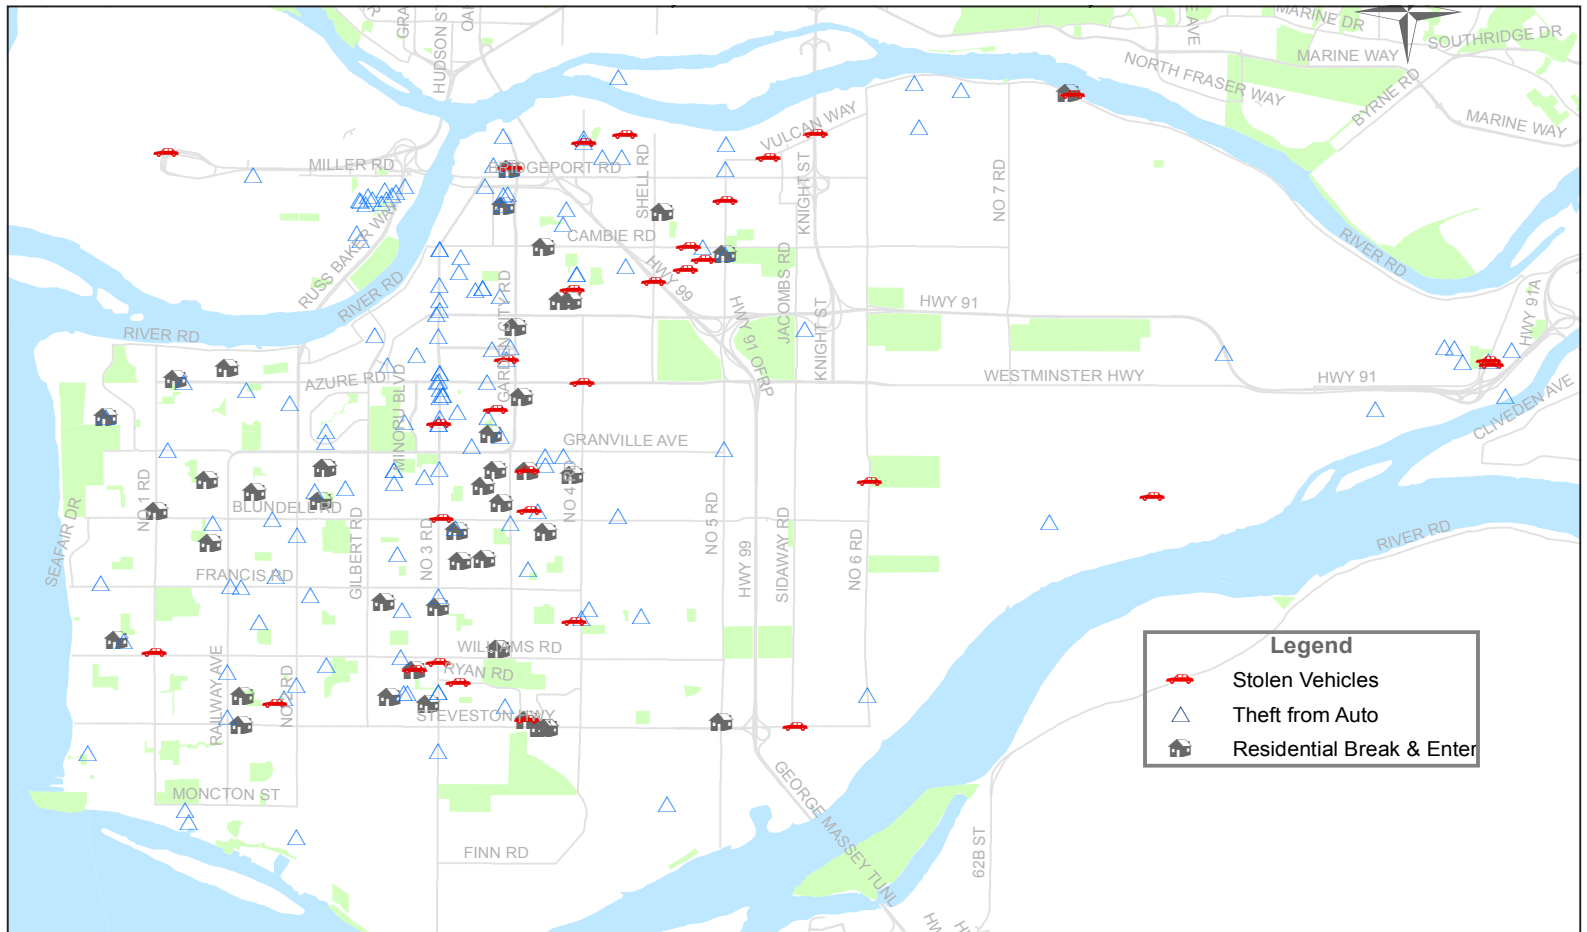 HUDSON ST
MARINE DR
SOUTHRIDGE DR
MARINE WAY
NORTH FRASER WAY
BYRNE RD
MARINE WAY
VULCAN WAY
MILLER RD
BRIDGEPORT RD
SHELL RD
KNIGHT ST
NO 7 RD
RUSS BAKER WAY
CAMBIE RD
HWY 99
JACOBS RD
RIVER RD
RIVER RD
RIVER RD
GARDEN CITY RD
HWY 91
HWY 91 OFRP
KNIGHT ST
HWY 91A
AZURE RD
MINORU BLVD
WESTMINSTER HWY
HWY 91
CLIVEDEN AVE
GRANVILLE AVE
NO 1 RD
NO 4 RD
BLUNDELL RD
SEAFAIR DR
GILBERT RD
NO 3 RD
NO 5 RD
HWY 99
SIDAWAY RD
NO 6 RD
RIVER RD
FRANCIS RD
WILLIAMS RD
RYAN RD
RAILWAY AVE
NO 2 RD
STEVESTON HWY
MONCTON ST
FINN RD
GEORGE MASSEY TUNL
62B ST
Legend
Stolen Vehicles
Theft from Auto
Residential Break & Enter